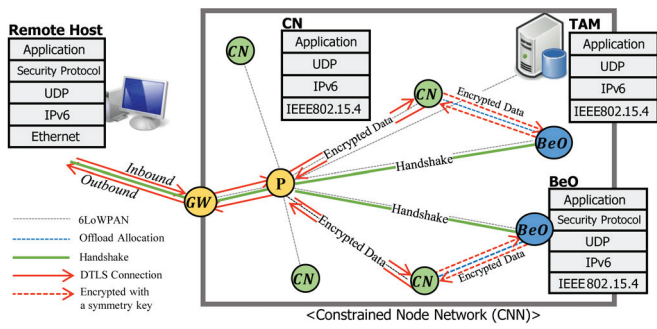 Remote Host
Application
Security Protocol
UDP
IPv6
Ethernet
CN
CN
Application
UDP
IPv6
IEEE802.15.4
TAM
Application
UDP
IPv6
IEEE802.15.4
CN
Encrypted Data
Encrypted Data
BeO
Handshake
Inbound
Outbound
GW
P
Handshake
BeO
Application
Security Protocol
UDP
IPv6
IEEE802.15.4
BeO
Encrypted Data
Encrypted Data
CN
CN
6LoWPAN
Offload Allocation
Handshake
DTLS Connection
Encrypted with
a symmetry key
<Constrained Node Network (CNN)>